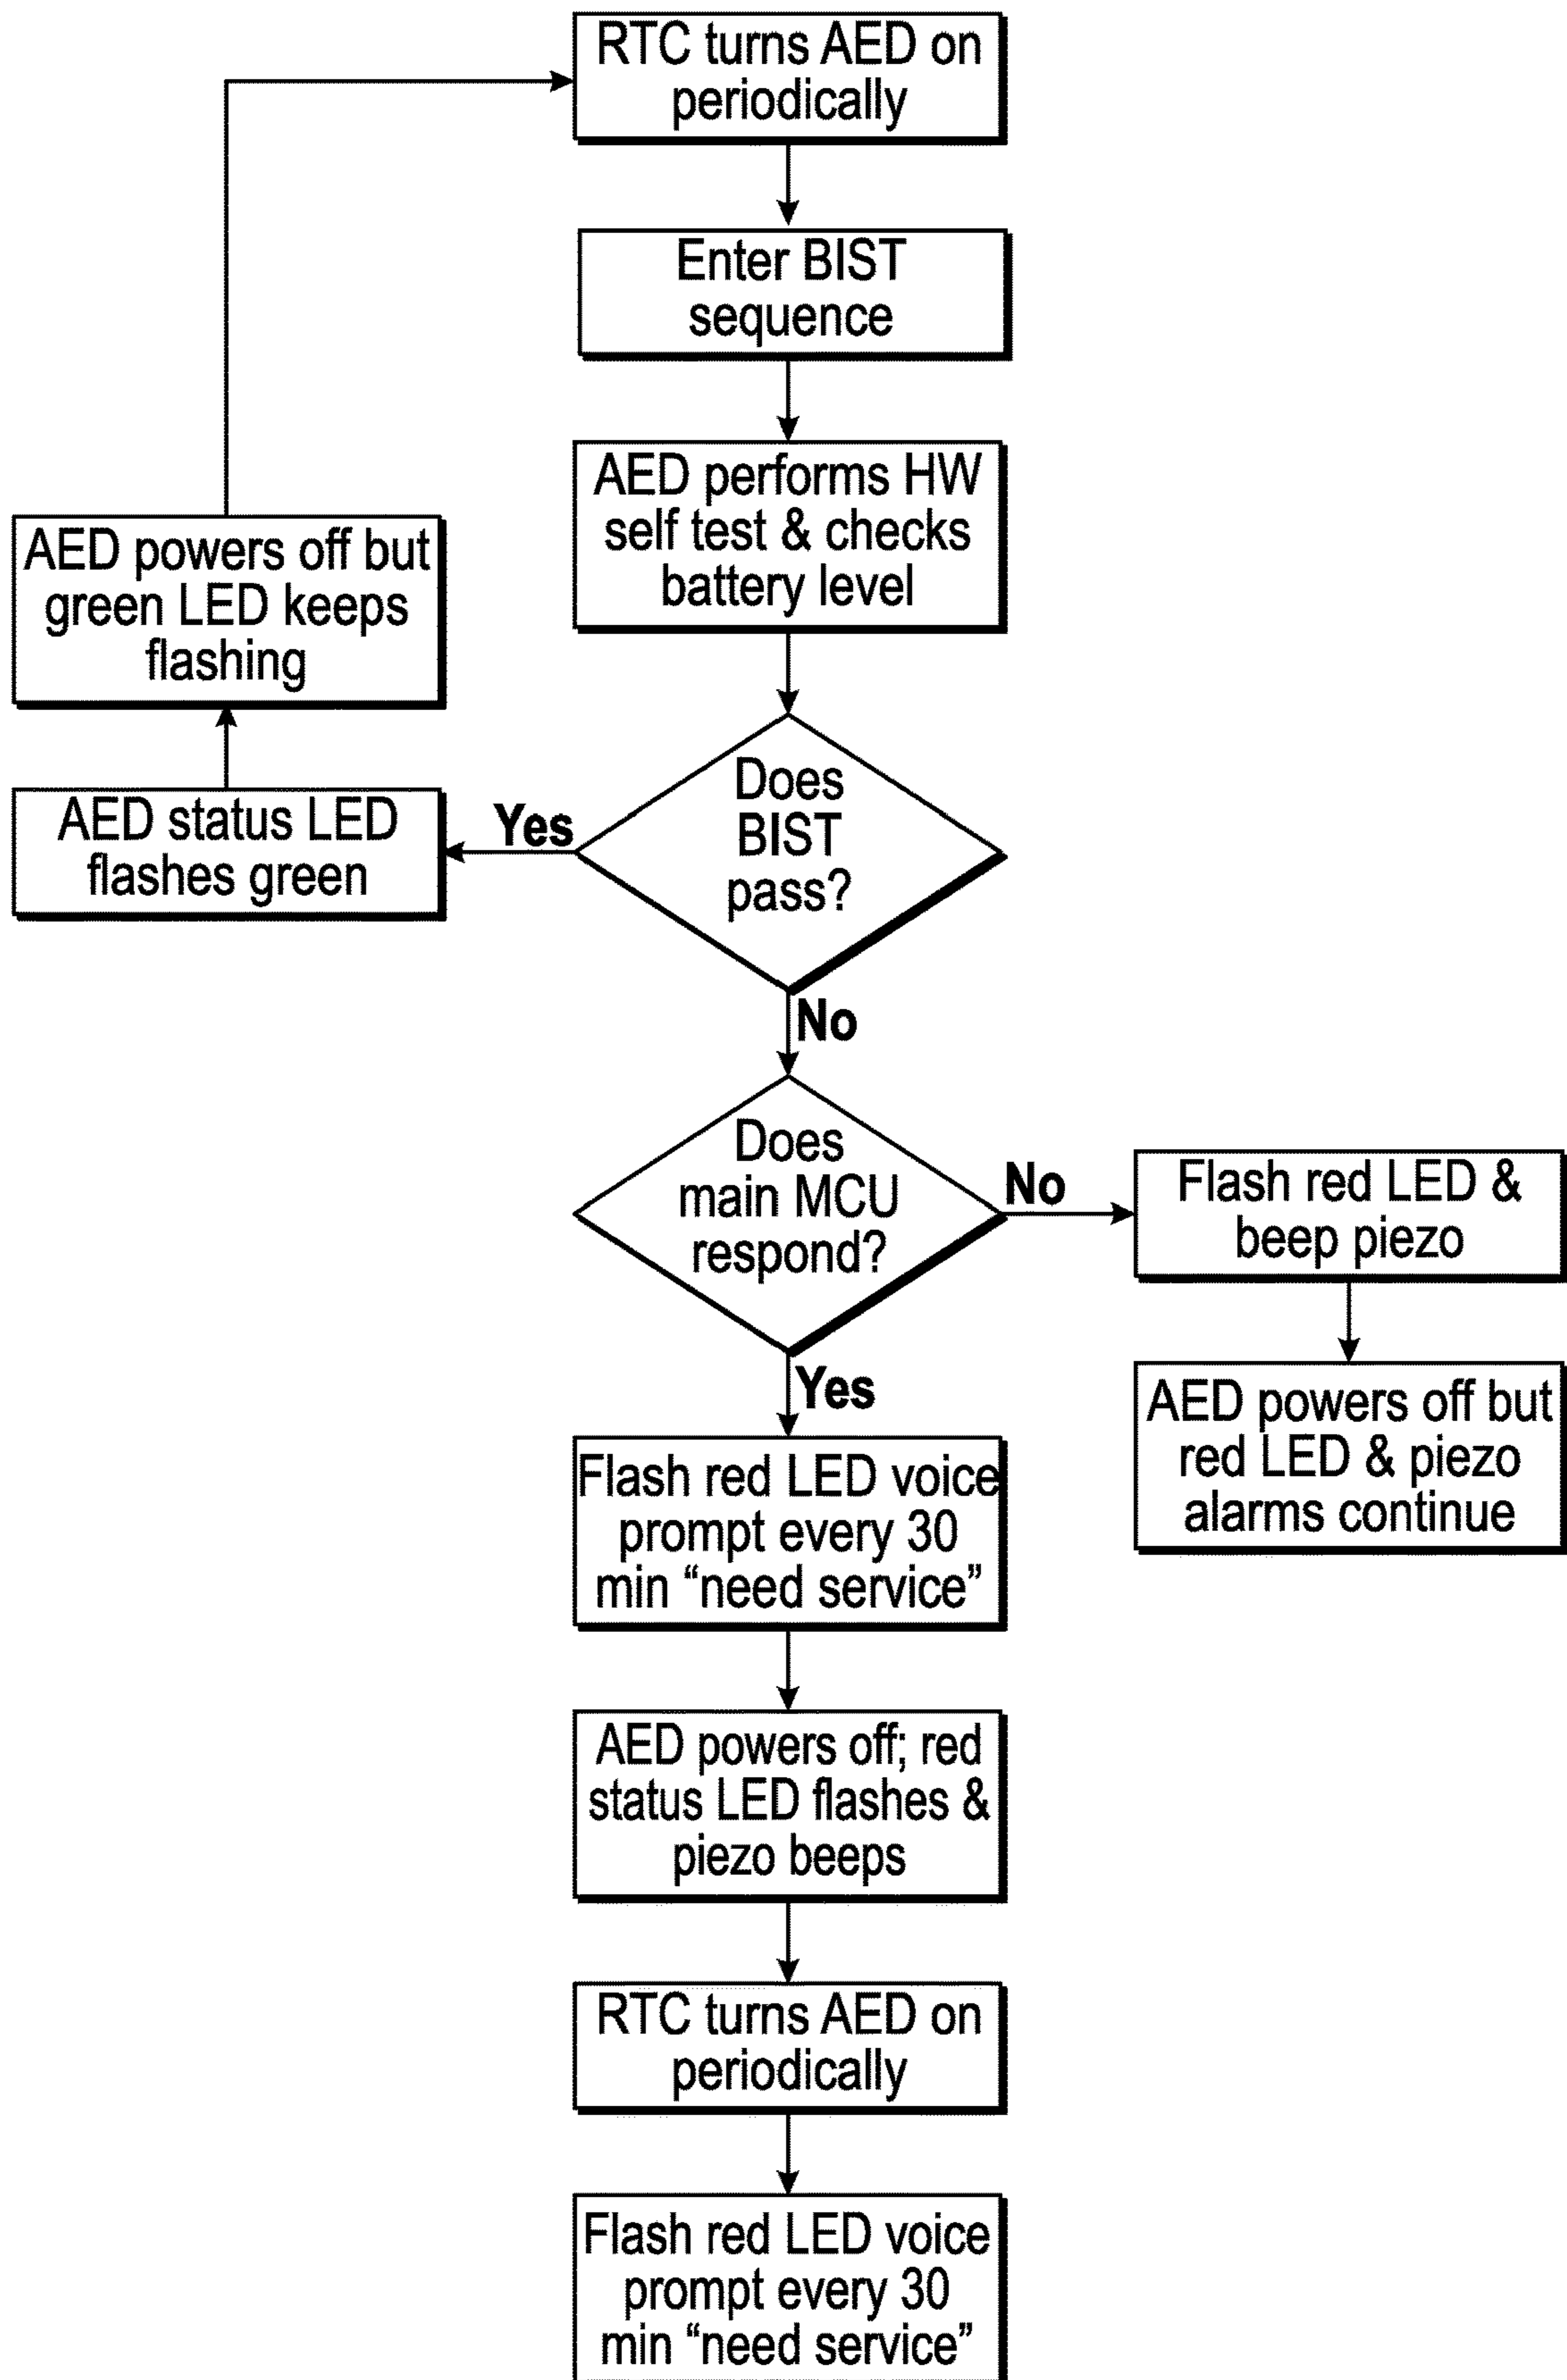 RTC turns AED on
periodically
Enter BIST
sequence
AED performs HW
self test & checks
battery level
Does
BIST
pass?
Yes
AED status LED
flashes green
AED powers off but
green LED keeps
flashing
No
Does
main MCU
respond?
No
Flash red LED &
beep piezo
AED powers off but
red LED & piezo
alarms continue
Yes
Flash red LED voice
prompt every 30
min “need service”
AED powers off; red
status LED flashes &
piezo beeps
RTC turns AED on
periodically
Flash red LED voice
prompt every 30
min “need service”